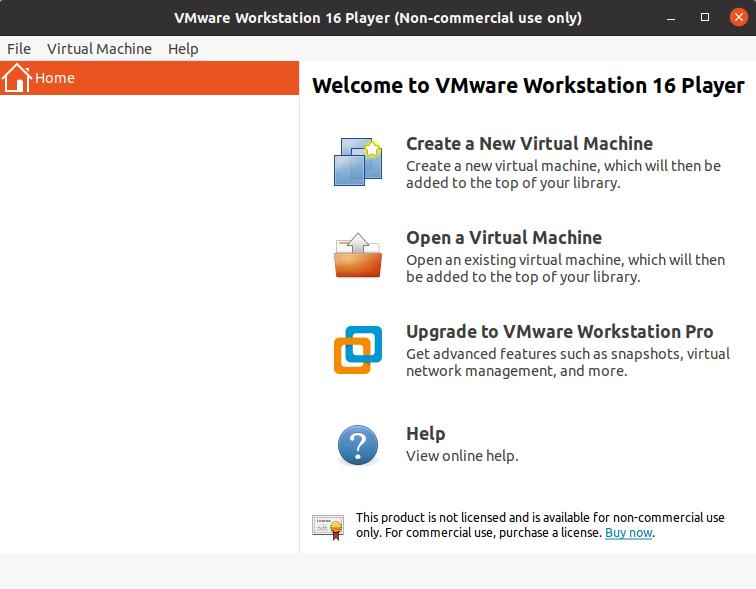 VMware Workstation 16 Player (Non-commercial use only)
File Virtual Machine Help
Home
Welcome to VMware Workstation 16 Player
Create a New Virtual Machine
Create a new virtual machine, which will then be
added to the top of your library.
Open a Virtual Machine
Open an existing virtual machine, which will then
be added to the top of your library.
Upgrade to VMware Workstation Pro
Get advanced features such as snapshots, virtual
network management, and more.
?
Help
View online help.
License
This product is not licensed and is available for non-commercial use
only. For commercial use, purchase a license. Buy now.